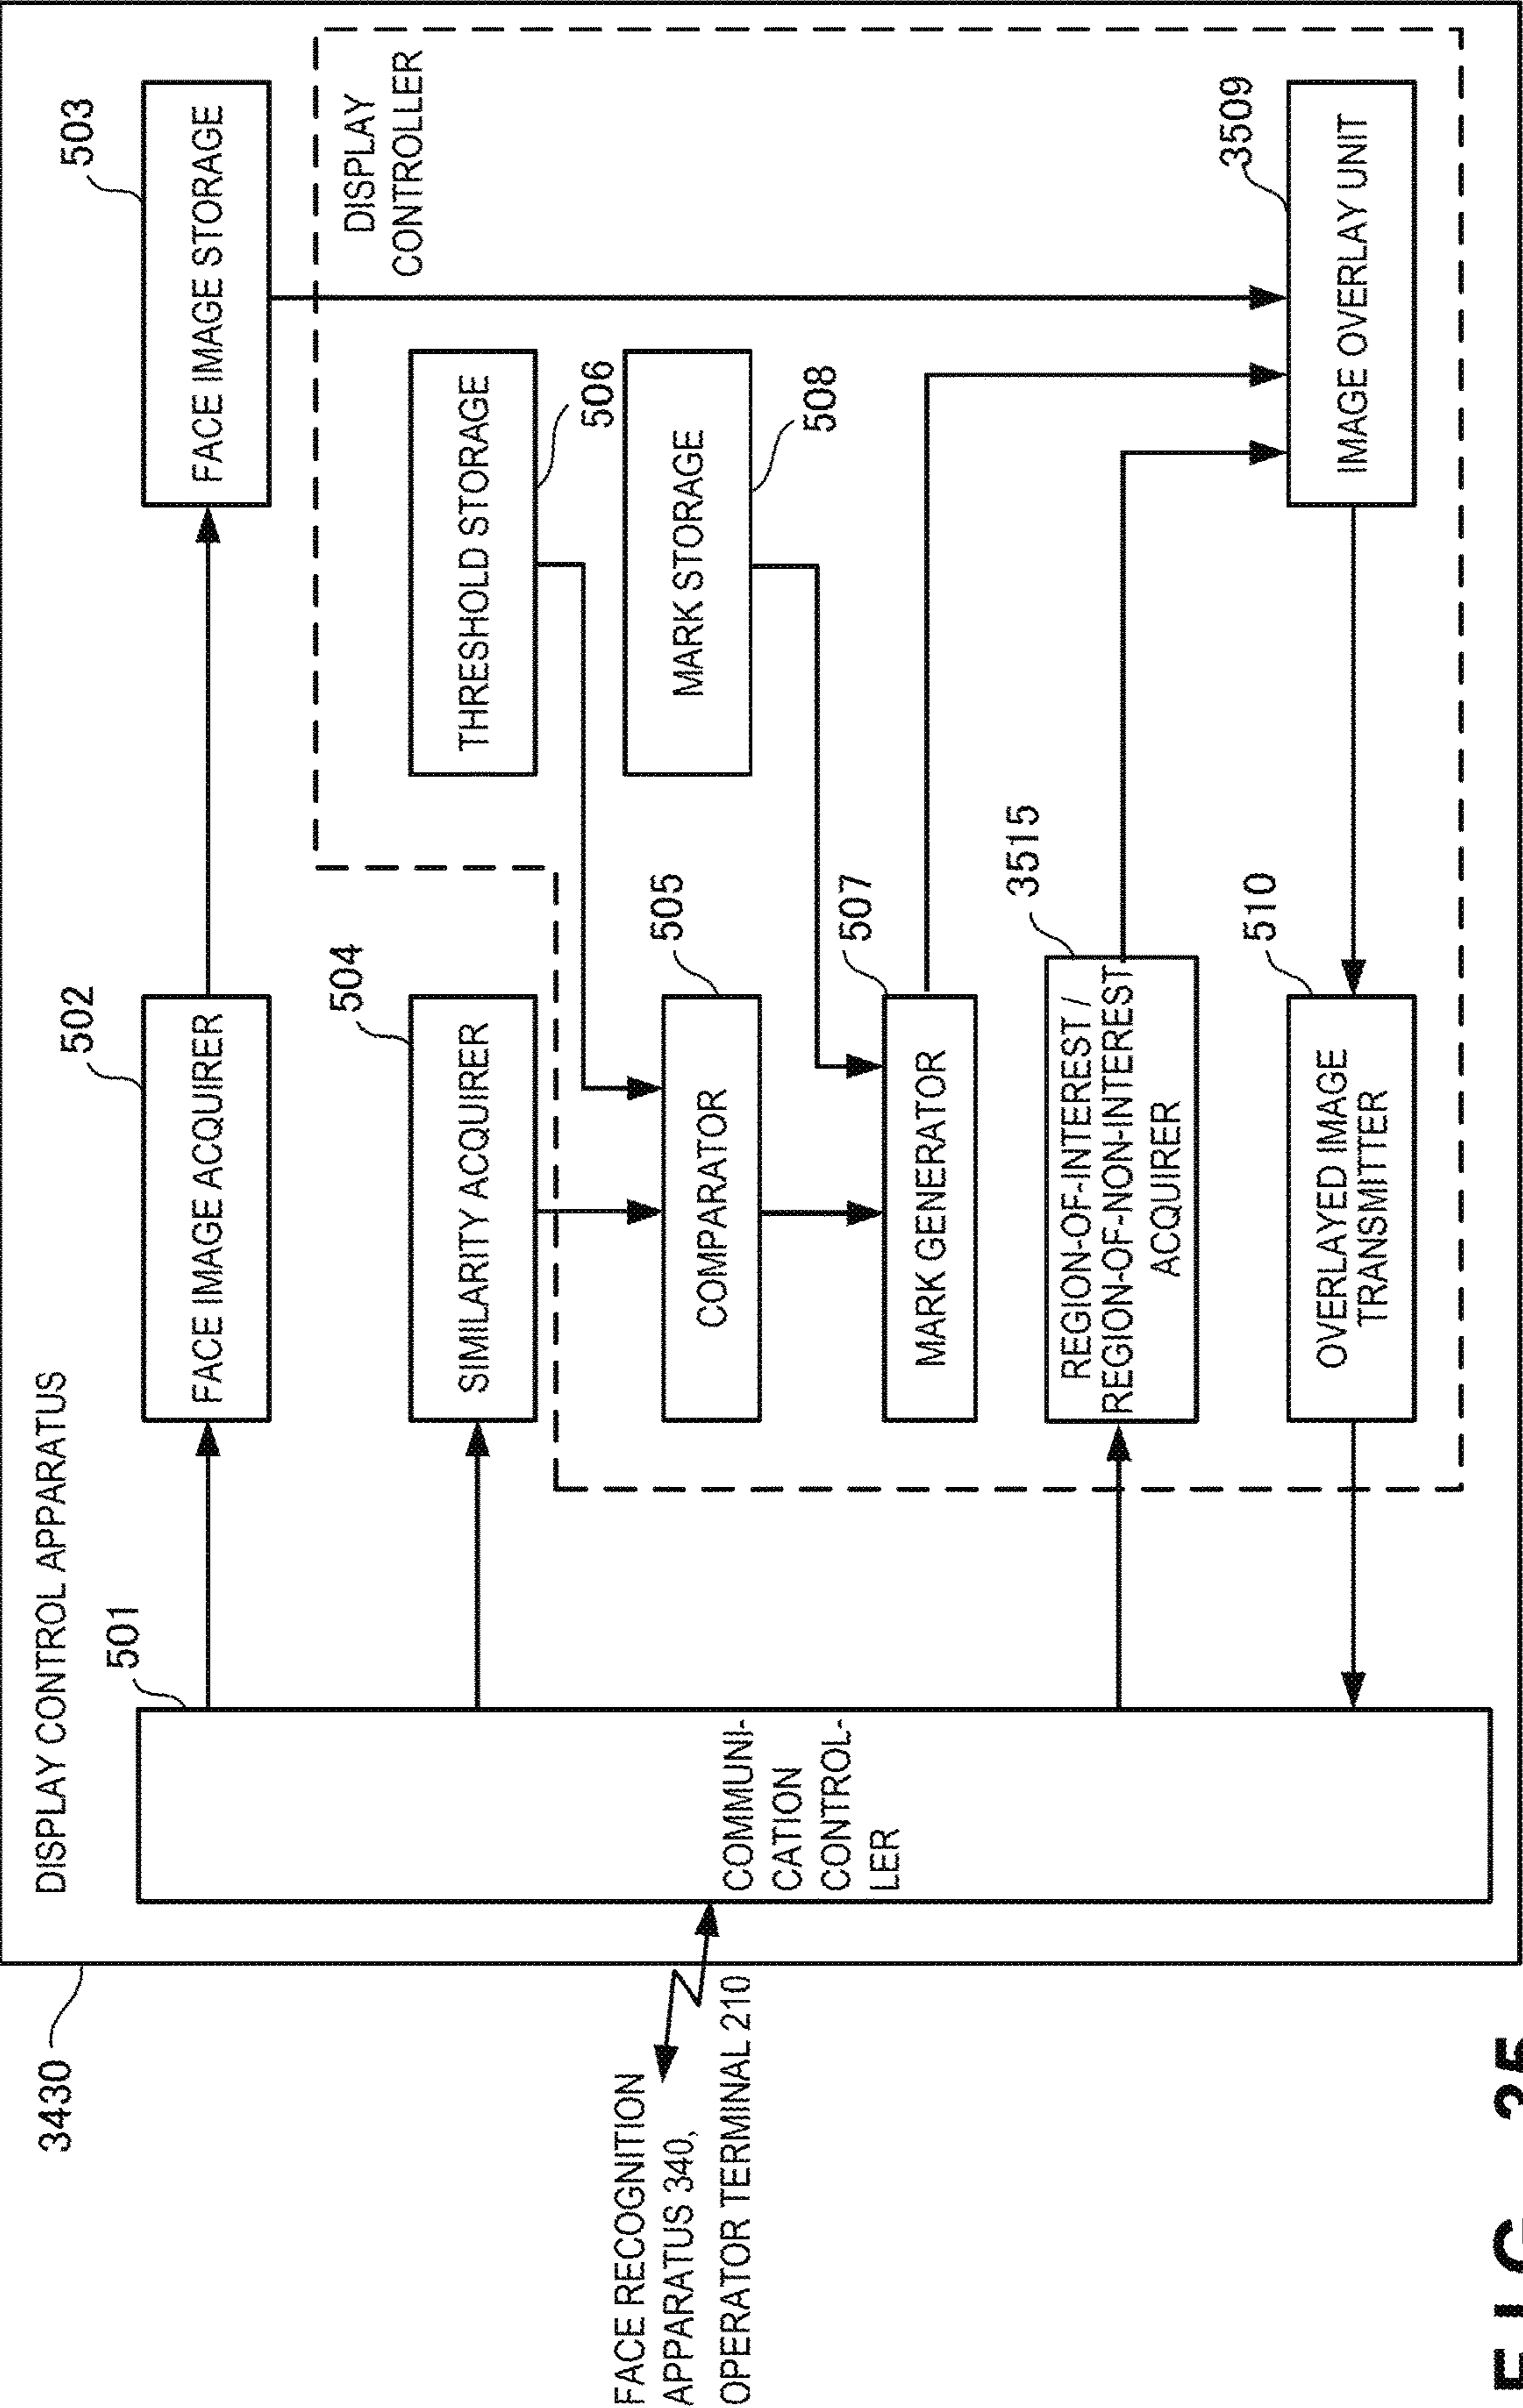 3430
DISPLAY CONTROL APPARATUS
501
COMMUNI-
CATION
CONTROL-
LER
FACE RECOGNITION
APPARATUS 340,
OPERATOR TERMINAL 210
502
FACE IMAGE ACQUIRER
503
FACE IMAGE STORAGE
504
SIMILARITY ACQUIRER
DISPLAY
CONTROLLER
THRESHOLD STORAGE
506
505
COMPARATOR
MARK STORAGE
508
507
MARK GENERATOR
3515
REGION-OF-INTEREST /
REGION-OF-NON-INTEREST
ACQUIRER
510
OVERLAYED IMAGE
TRANSMITTER
3509
IMAGE OVERLAY UNIT
FIG. 35